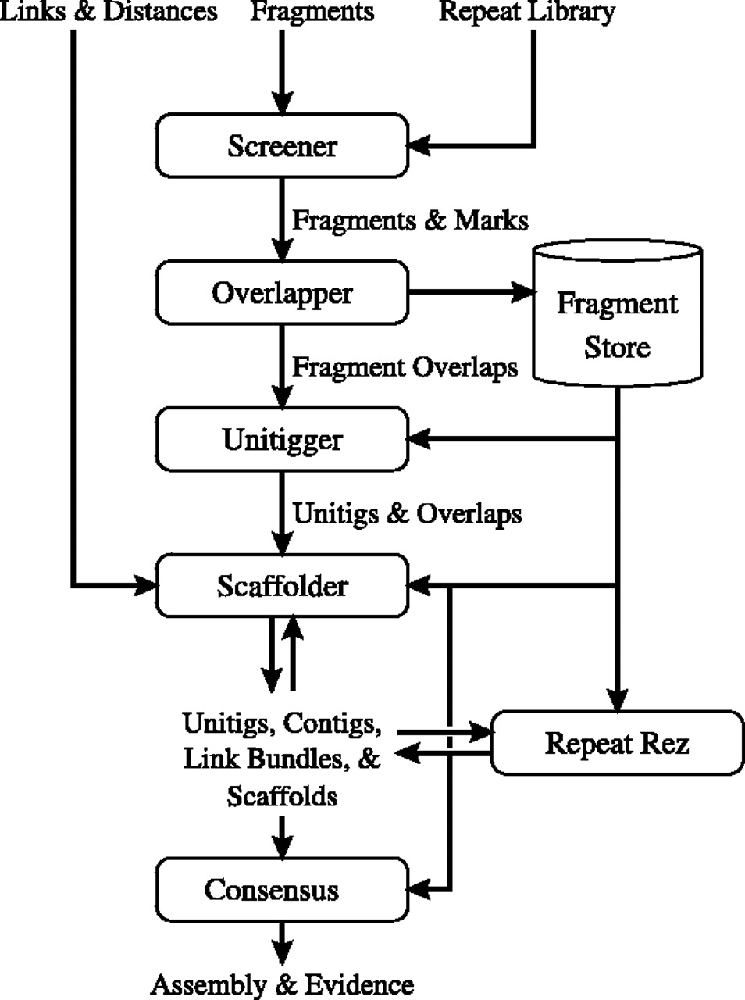 Links & Distances
Fragments
Repeat Library
Screener
Fragments & Marks
Overlapper
Fragment
Store
Fragment Overlaps
Unitigger
Unitigs & Overlaps
Scaffolder
Unitigs, Contigs,
Link Bundles, &
Scaffolds
Repeat Rez
Consensus
Assembly & Evidence